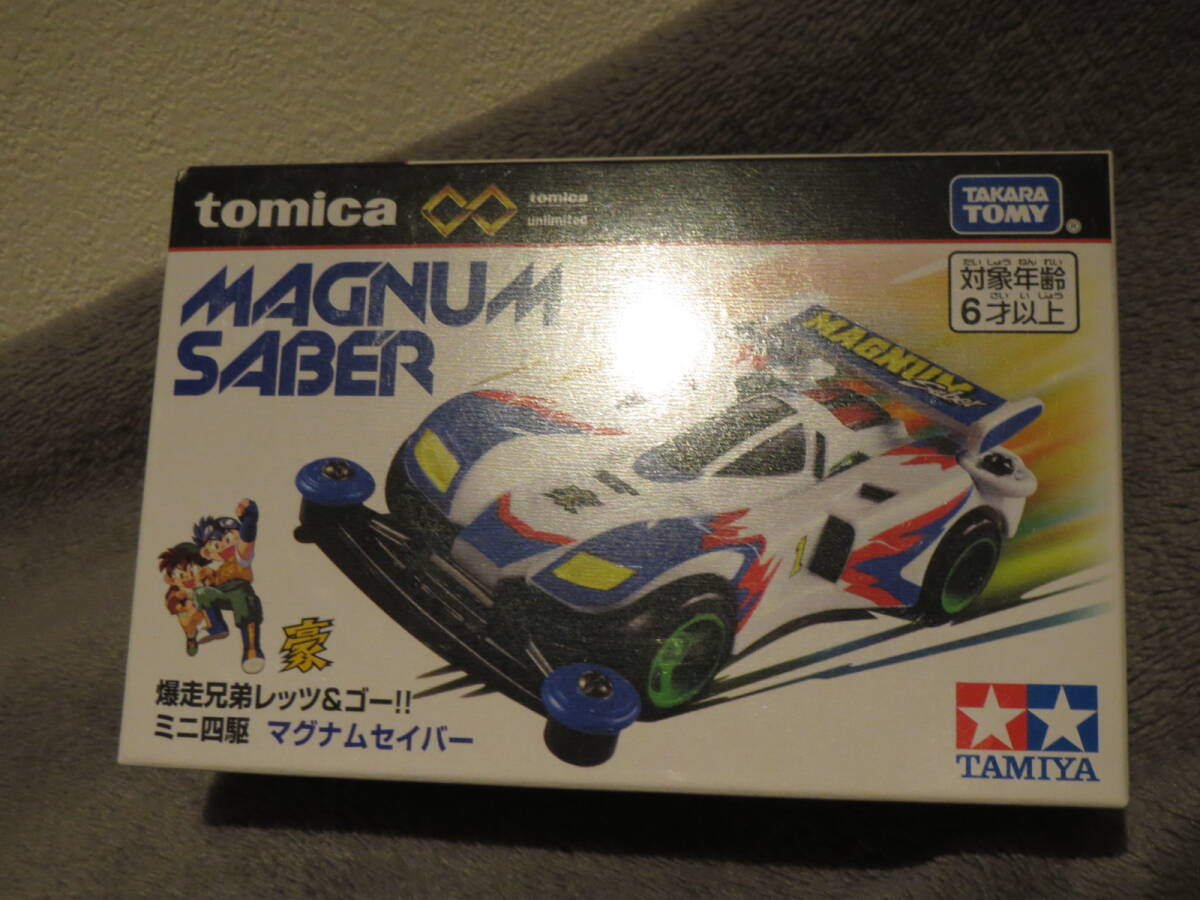 tomica
tomica
unlimited
TAKARA
TOMY
®
MAGNUM
SABER
たい しょう ねん れい
対象年齢
さい い じょう
6才以上
MAGNUM
Saber
1
豪
爆走兄弟レッツ&ゴー!!
ミニ四駆 マグナムセイバー
TAMIYA